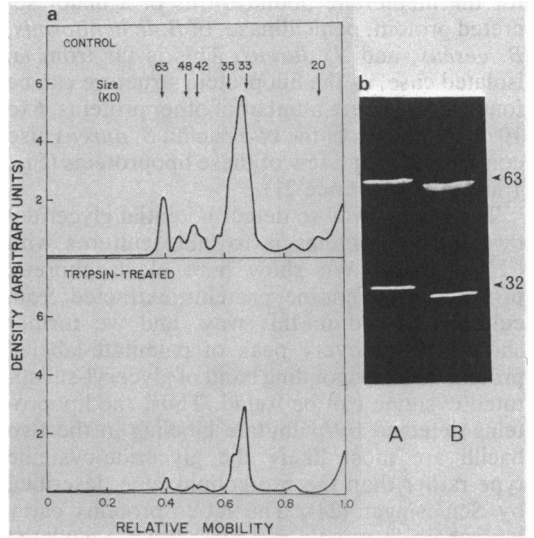 a
CONTROL
63 48 42 35 33 20
Size
(KD)
6
2
0
TRYPSIN-TREATED
6
4
2
0 0.2 0.4 0.6 0.8 1.0
DENSITY (ARBITRARY UNITS)
RELATIVE MOBILITY
b
63
32
A B